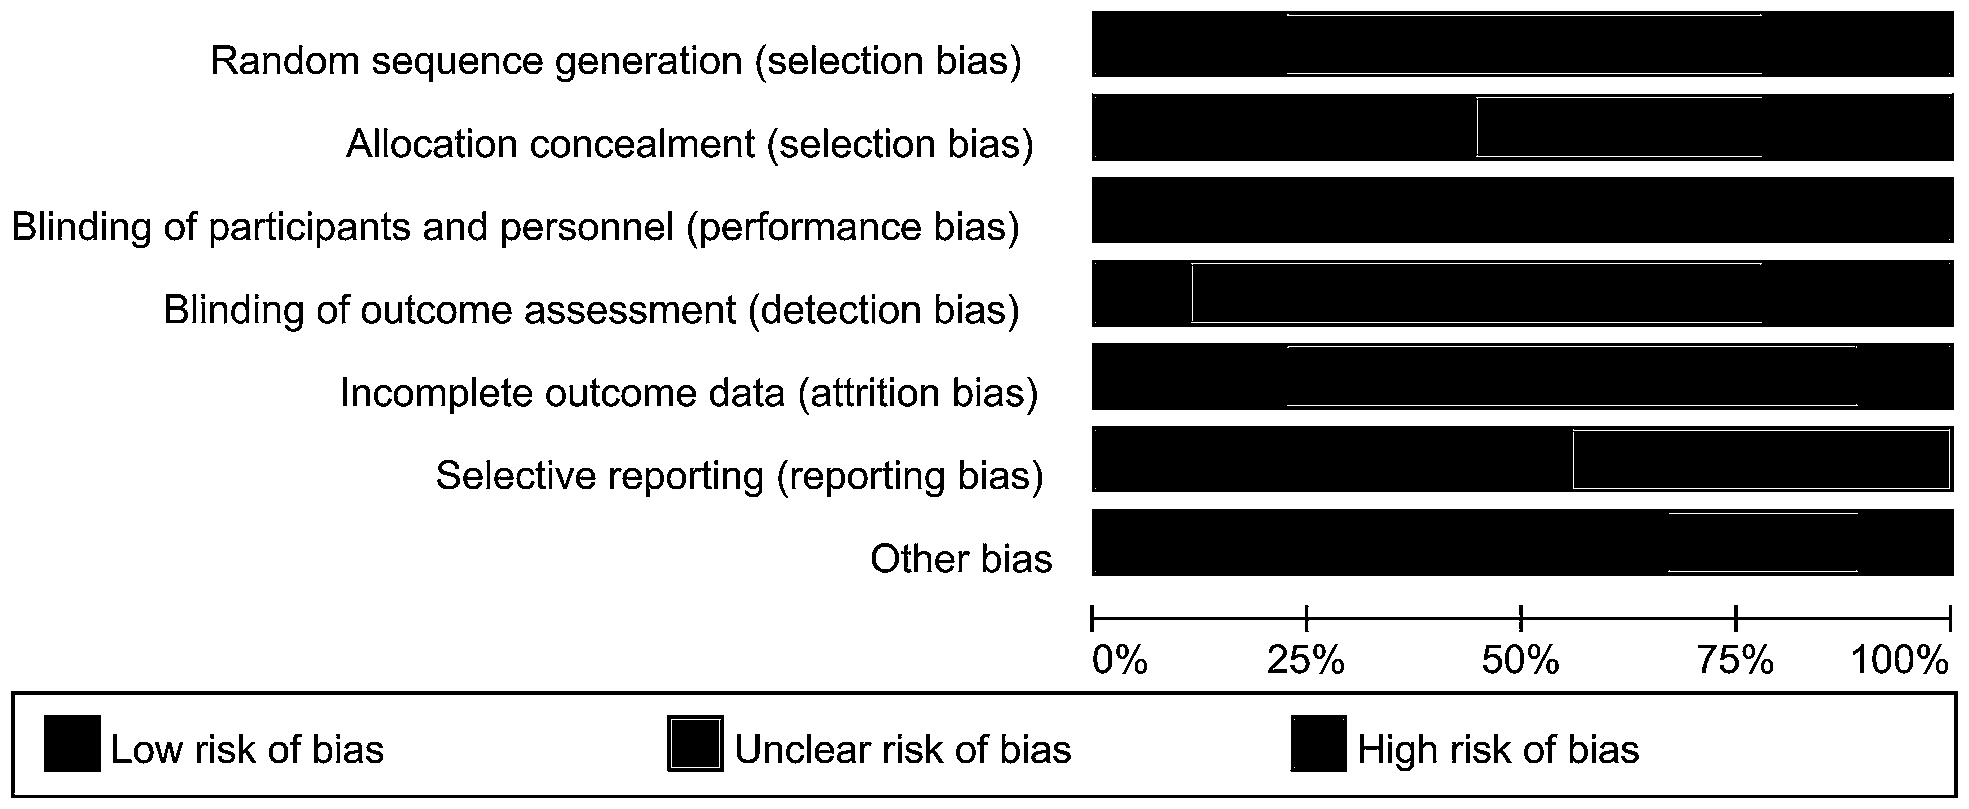 Random sequence generation (selection bias)
Allocation concealment (selection bias)
Blinding of participants and personnel (performance bias)
Blinding of outcome assessment (detection bias)
Incomplete outcome data (attrition bias)
Selective reporting (reporting bias)
Other bias
0% 25% 50% 75% 100%
Low risk of bias Unclear risk of bias High risk of bias